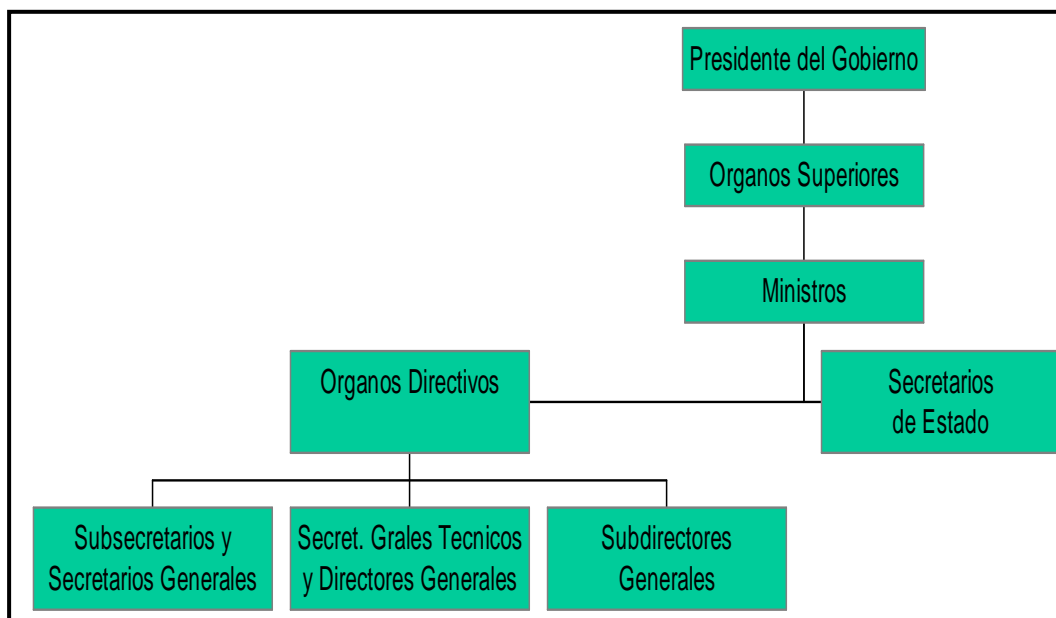 Presidente del Gobierno
Organos Superiores
Ministros
Organos Directivos
Secretarios
de Estado
Subsecretarios y
Secretarios Generales
Secret. Grales Tecnicos
y Directores Generales
Subdirectores
Generales